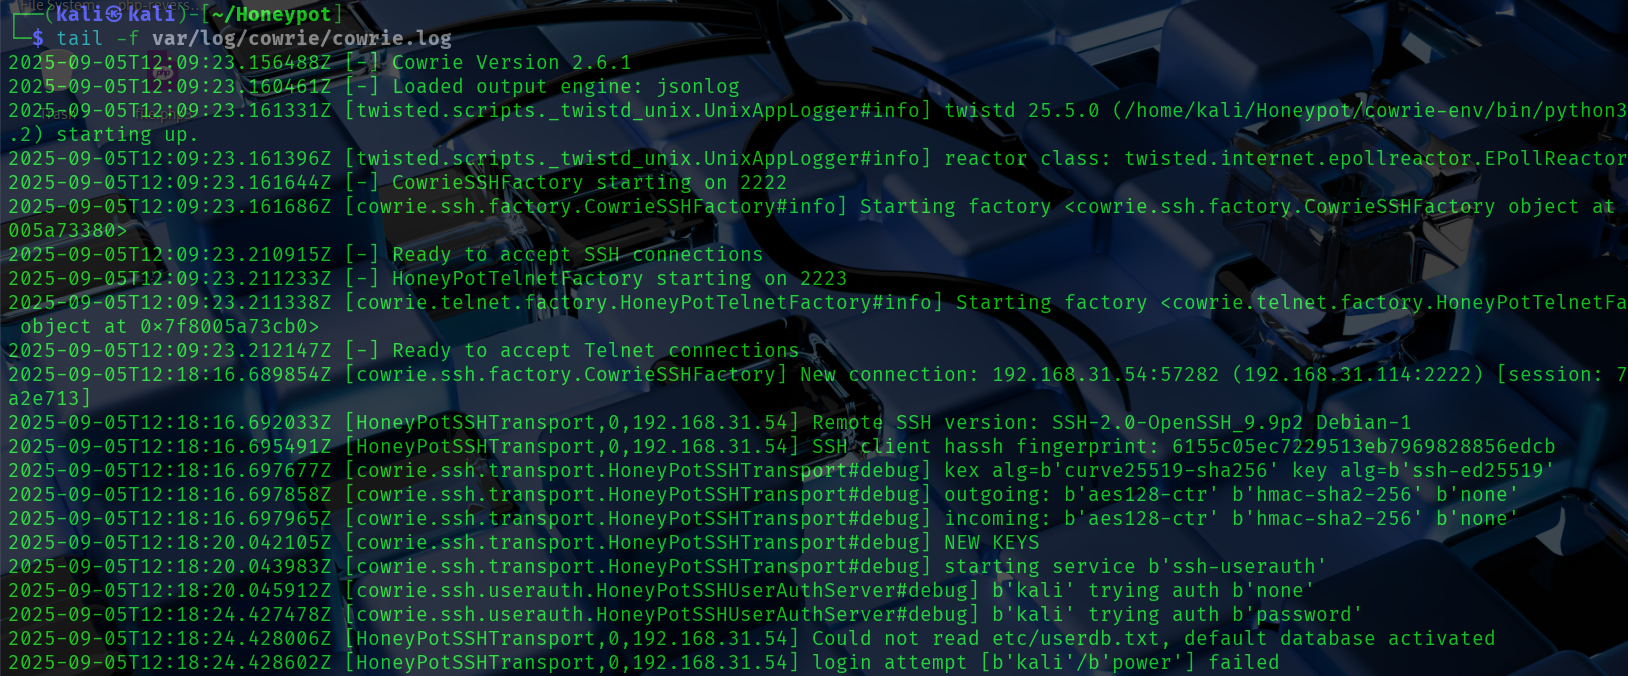 File System php-revers...
┌──(kali㉿kali)-[~/Honeypot]
└─$ tail -f var/log/cowrie/cowrie.log
2025-09-05T12:09:23.156488Z [-] Cowrie Version 2.6.1
2025-09-05T12:09:23.160461Z [-] Loaded output engine: jsonlog
2025-09-05T12:09:23.161331Z [twisted.scripts._twistd_unix.UnixAppLogger#info] twistd 25.5.0 (/home/kali/Honeypot/cowrie-env/bin/python3
.2) starting up.
2025-09-05T12:09:23.161396Z [twisted.scripts._twistd_unix.UnixAppLogger#info] reactor class: twisted.internet.epollreactor.EPollReactor
2025-09-05T12:09:23.161644Z [-] CowrieSSHFactory starting on 2222
2025-09-05T12:09:23.161686Z [cowrie.ssh.factory.CowrieSSHFactory#info] Starting factory <cowrie.ssh.factory.CowrieSSHFactory object at
005a73380>
2025-09-05T12:09:23.210915Z [-] Ready to accept SSH connections
2025-09-05T12:09:23.211233Z [-] HoneyPotTelnetFactory starting on 2223
2025-09-05T12:09:23.211338Z [cowrie.telnet.factory.HoneyPotTelnetFactory#info] Starting factory <cowrie.telnet.factory.HoneyPotTelnetFa
object at 0×7f8005a73cb0>
2025-09-05T12:09:23.212147Z [-] Ready to accept Telnet connections
2025-09-05T12:18:16.689854Z [cowrie.ssh.factory.CowrieSSHFactory] New connection: 192.168.31.54:57282 (192.168.31.114:2222) [session: 7
a2e713]
2025-09-05T12:18:16.692033Z [HoneyPotSSHTransport,0,192.168.31.54] Remote SSH version: SSH-2.0-OpenSSH_9.9p2 Debian-1
2025-09-05T12:18:16.695491Z [HoneyPotSSHTransport,0,192.168.31.54] SSH client hassh fingerprint: 6155c05ec7229513eb7969828856edcb
2025-09-05T12:18:16.697677Z [cowrie.ssh.transport.HoneyPotSSHTransport#debug] kex alg=b'curve25519-sha256' key alg=b'ssh-ed25519'
2025-09-05T12:18:16.697858Z [cowrie.ssh.transport.HoneyPotSSHTransport#debug] outgoing: b'aes128-ctr' b'hmac-sha2-256' b'none'
2025-09-05T12:18:16.697965Z [cowrie.ssh.transport.HoneyPotSSHTransport#debug] incoming: b'aes128-ctr' b'hmac-sha2-256' b'none'
2025-09-05T12:18:20.042105Z [cowrie.ssh.transport.HoneyPotSSHTransport#debug] NEW KEYS
2025-09-05T12:18:20.043983Z [cowrie.ssh.transport.HoneyPotSSHTransport#debug] starting service b'ssh-userauth'
2025-09-05T12:18:20.045912Z [cowrie.ssh.userauth.HoneyPotSSHUserAuthServer#debug] b'kali' trying auth b'none'
2025-09-05T12:18:24.427478Z [cowrie.ssh.userauth.HoneyPotSSHUserAuthServer#debug] b'kali' trying auth b'password'
2025-09-05T12:18:24.428006Z [HoneyPotSSHTransport,0,192.168.31.54] Could not read etc/userdb.txt, default database activated
2025-09-05T12:18:24.428602Z [HoneyPotSSHTransport,0,192.168.31.54] login attempt [b'kali'/b'power'] failed